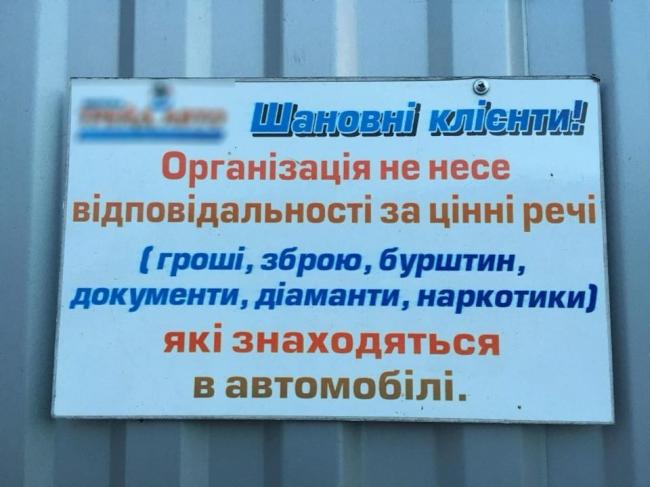 Шановні клієнти!
Організація не несе
відповідальності за цінні речі
(гроші, зброю, бурштин,
документи, діаманти, наркотики)
які знаходяться
в автомобілі.